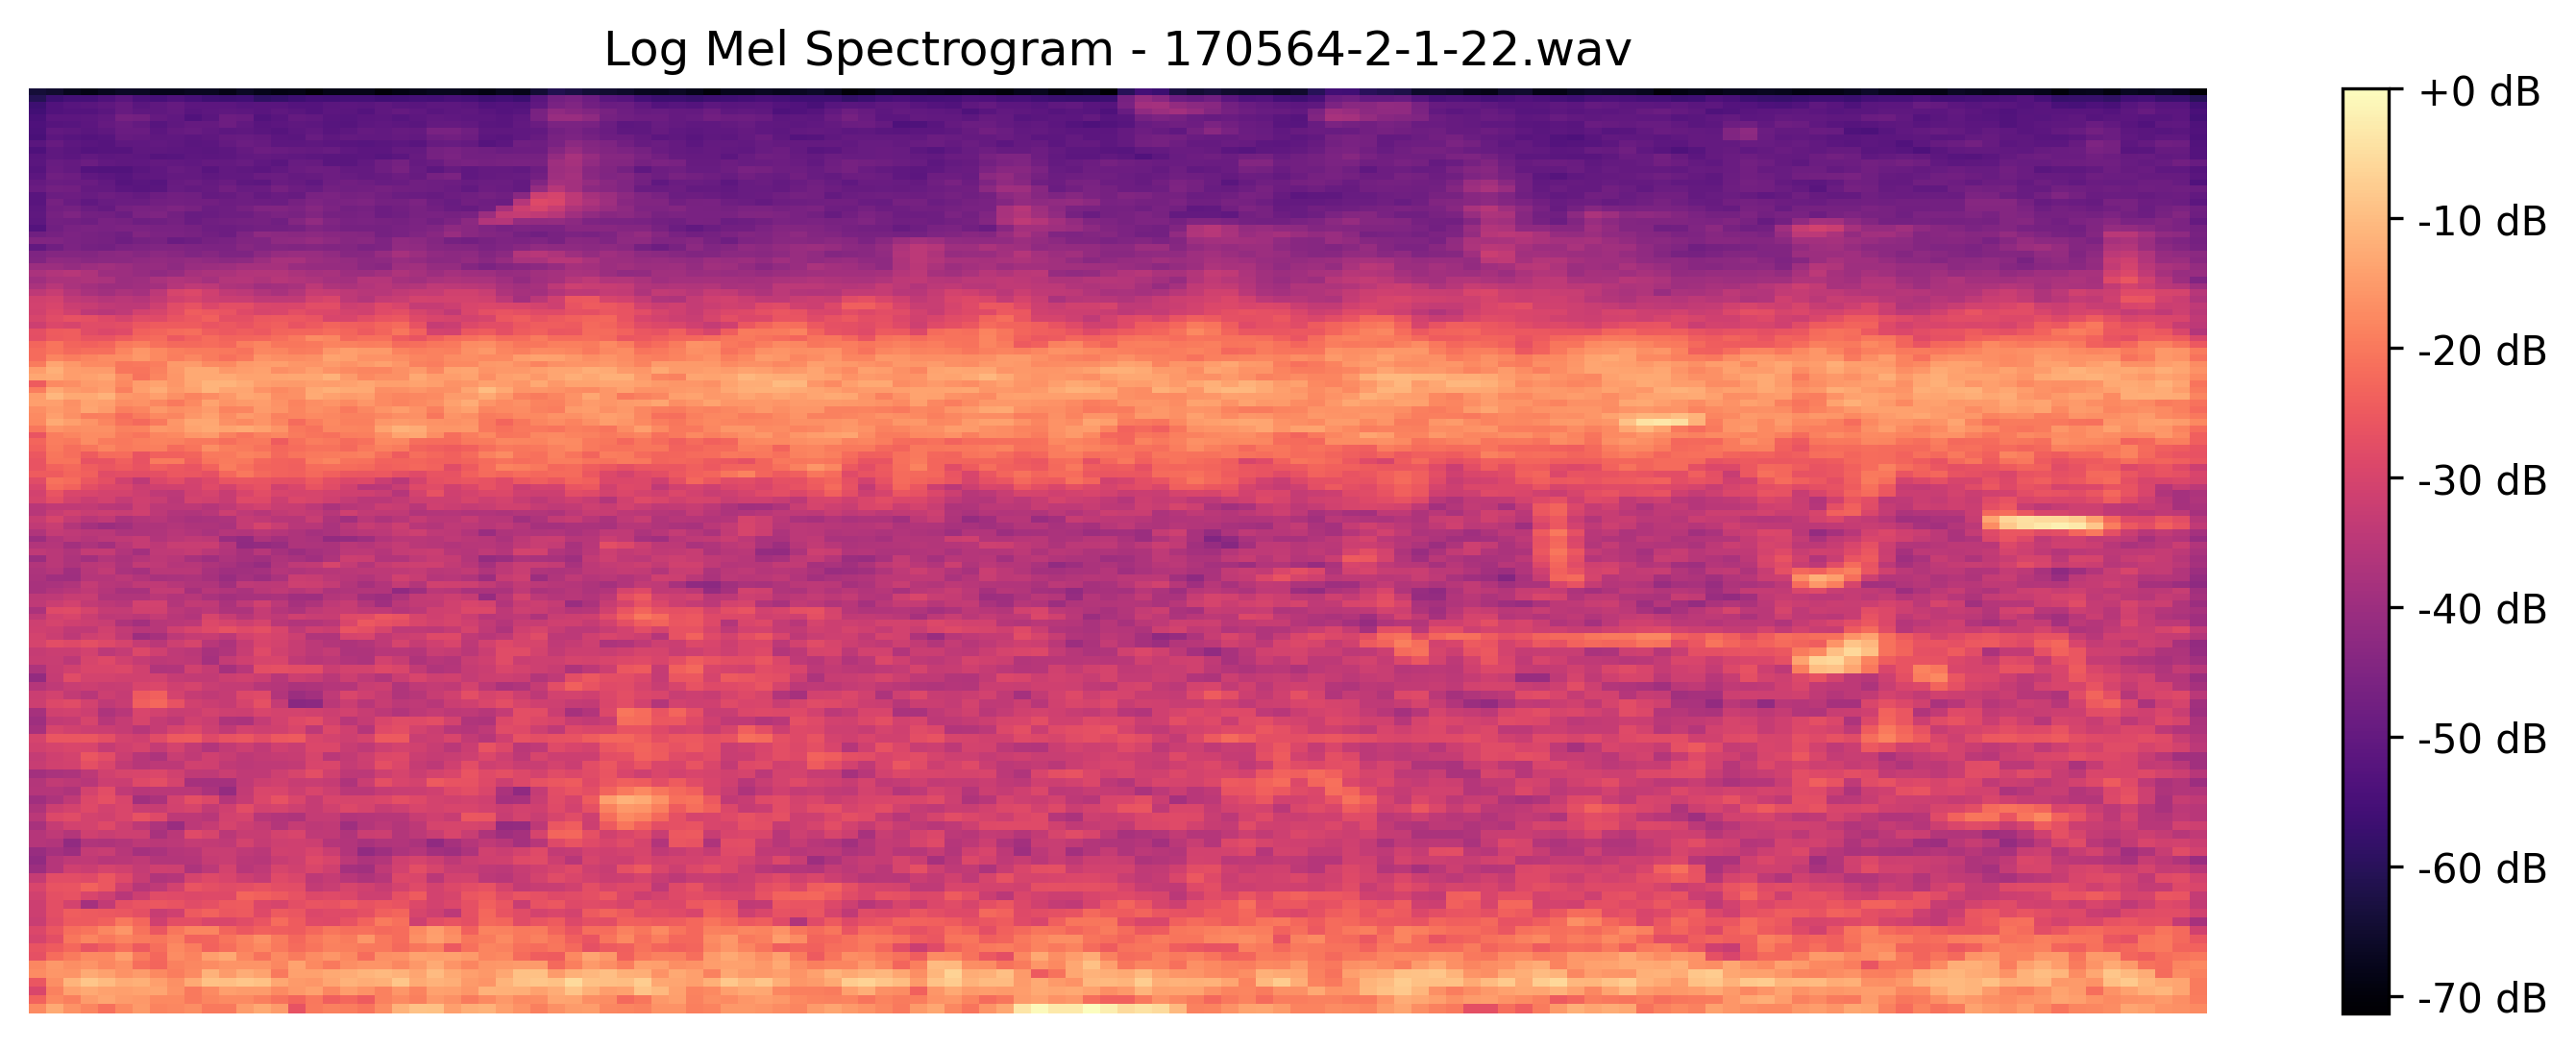 Log Mel Spectrogram - 170564-2-1-22.wav
+0 dB
-10 dB
-20 dB
-30 dB
-40 dB
-50 dB
-60 dB
-70 dB